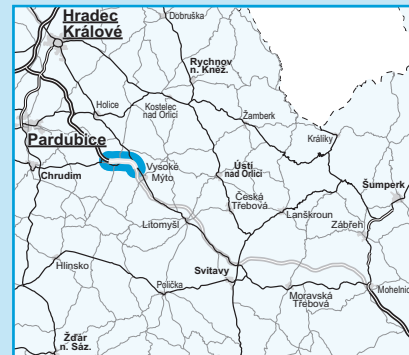 Hradec
Králové
Dobruška
Rychnov
n. Kněž.
Holice
Kostelec
nad Orlicí
Žamberk
Pardubice
Králíky
Chrudim
Vysoké
Mýto
Ústí
nad Orlicí
Šumperk
Česká
Třebová
Lanškroun
Litomyšl
Zábřeh
Hlinsko
Svitavy
Polička
Mohelnice
Moravská
Třebová
Žďár
n. Sáz.